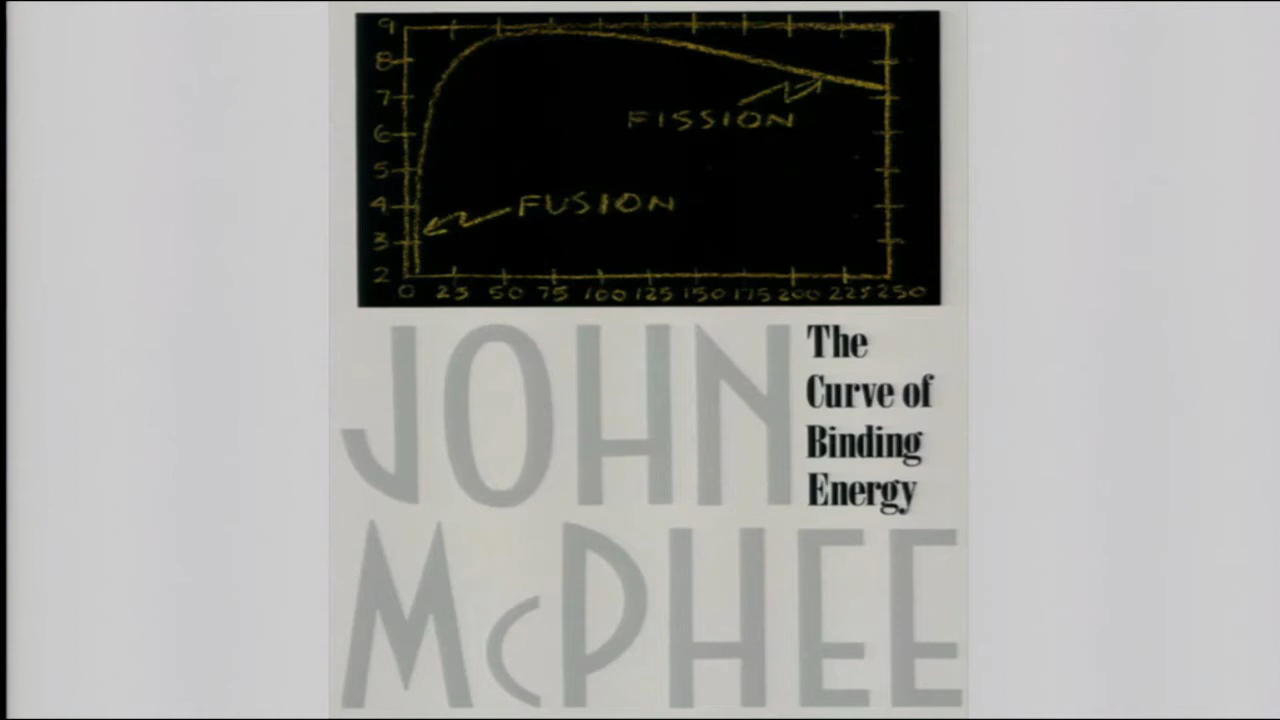 9
8
7
FISSION
6
5
4
FUSION
3
2
0 25 50 75 100 125 150 175 200 225 250
JOHN
The
Curve of
Binding
Energy
McPHEE